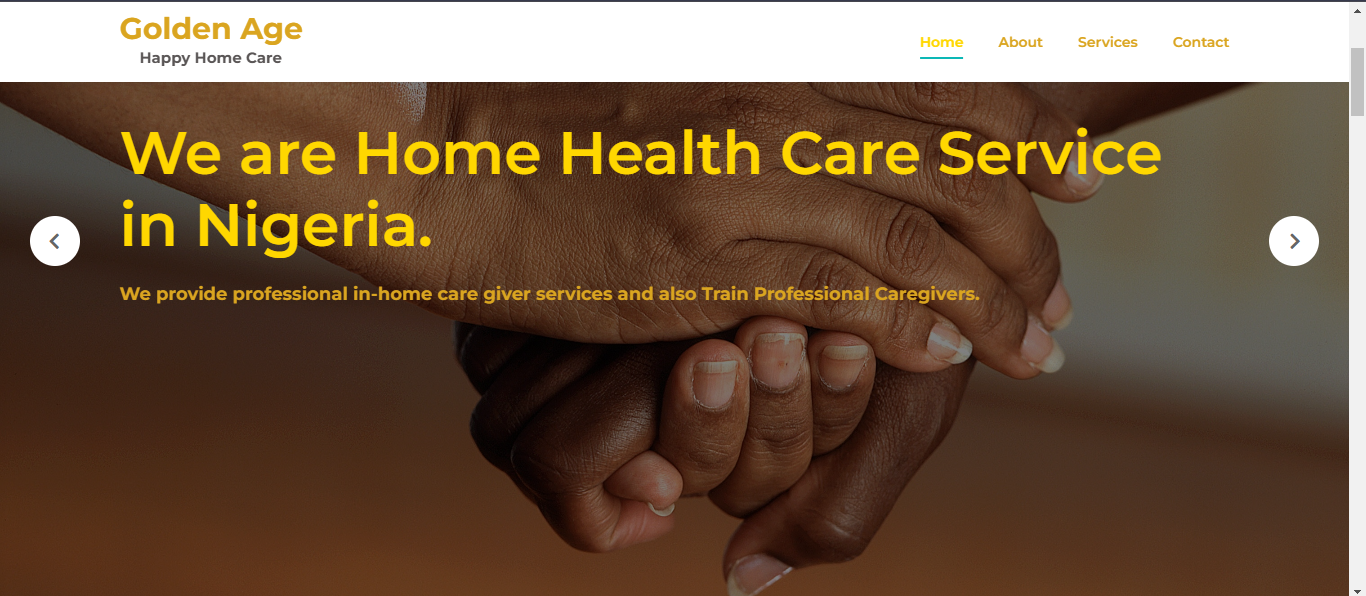 Golden Age
Happy Home Care
Home About Services Contact
We are Home Health Care Service
in Nigeria.
We provide professional in-home care giver services and also Train Professional Caregivers.